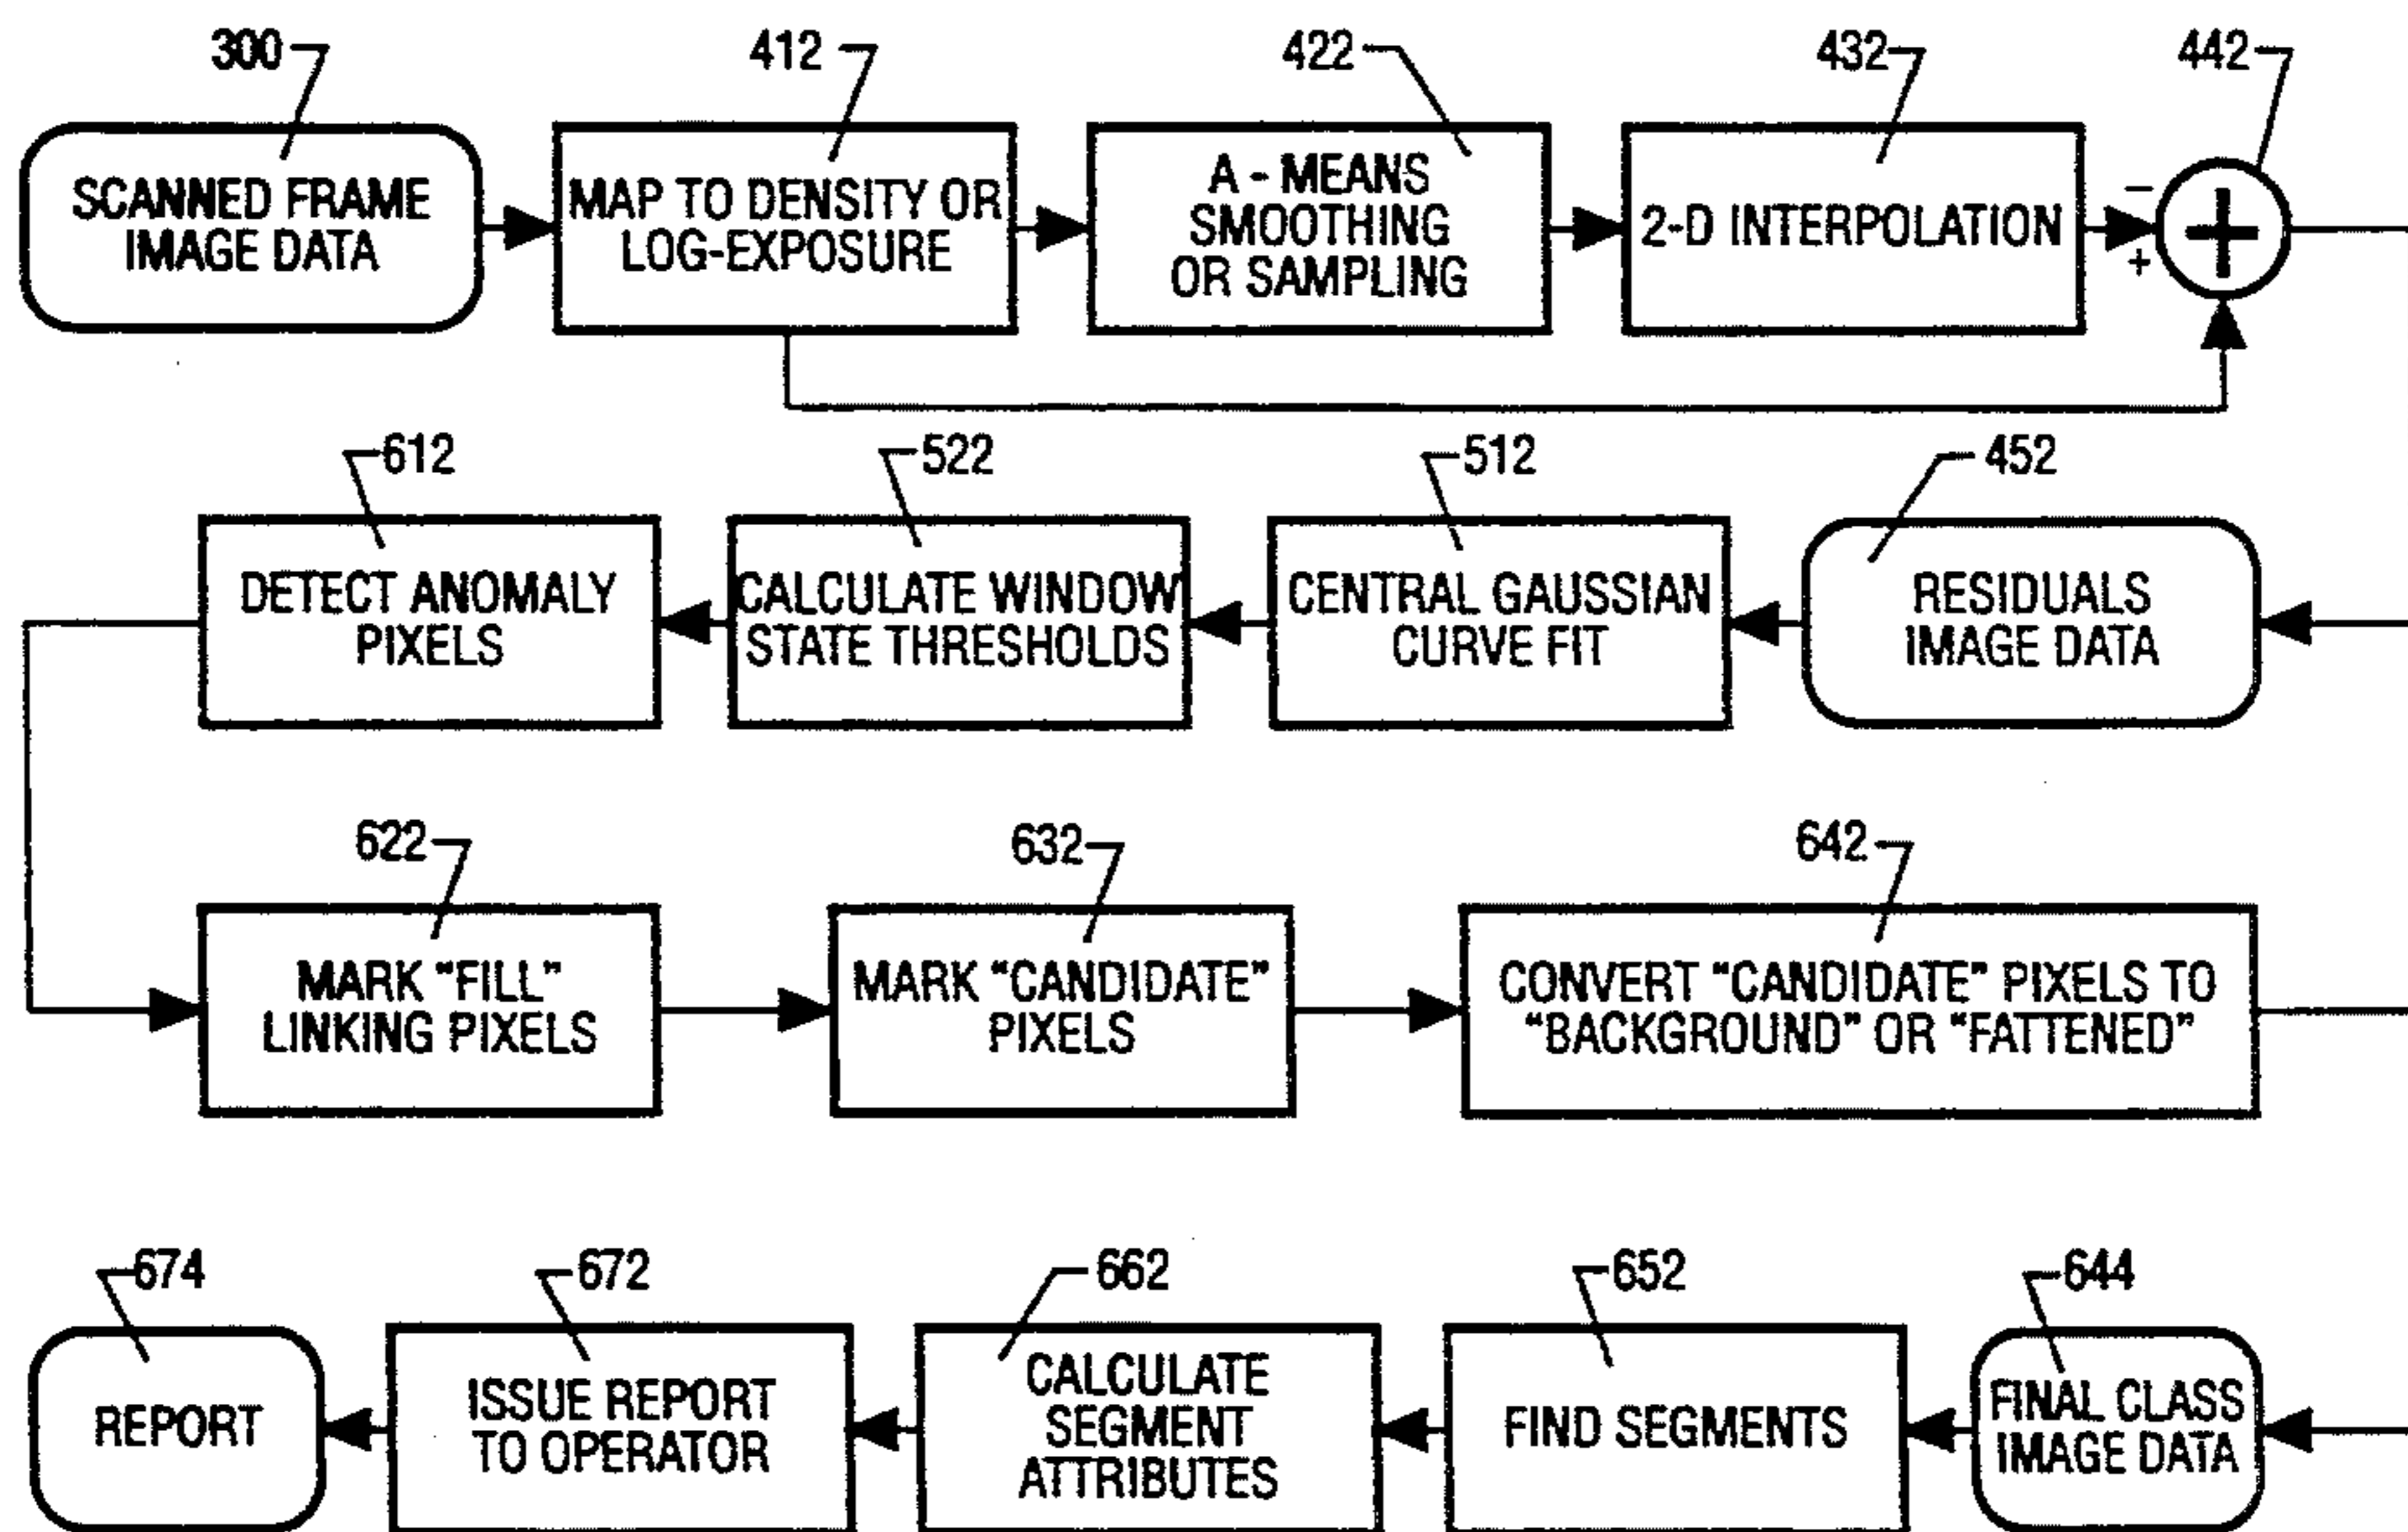 300
412
422
432
442
SCANNED FRAME
IMAGE DATA
MAP TO DENSITY OR
LOG-EXPOSURE
A - MEANS
SMOOTHING
OR SAMPLING
2-D INTERPOLATION
−
+
+
612
522
512
452
DETECT ANOMALY
PIXELS
CALCULATE WINDOW
STATE THRESHOLDS
CENTRAL GAUSSIAN
CURVE FIT
RESIDUALS
IMAGE DATA
622
632
642
MARK “FILL”
LINKING PIXELS
MARK “CANDIDATE”
PIXELS
CONVERT “CANDIDATE” PIXELS TO
“BACKGROUND” OR “FATTENED”
674
672
662
652
644
REPORT
ISSUE REPORT
TO OPERATOR
CALCULATE
SEGMENT
ATTRIBUTES
FIND SEGMENTS
FINAL CLASS
IMAGE DATA